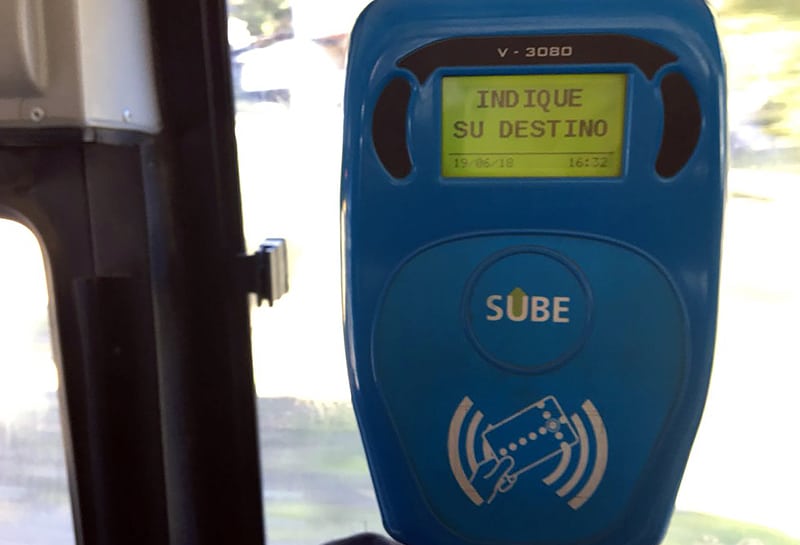 V - 3080
INDIQUE
SU DESTINO
19/06/18 16:32
SUBE